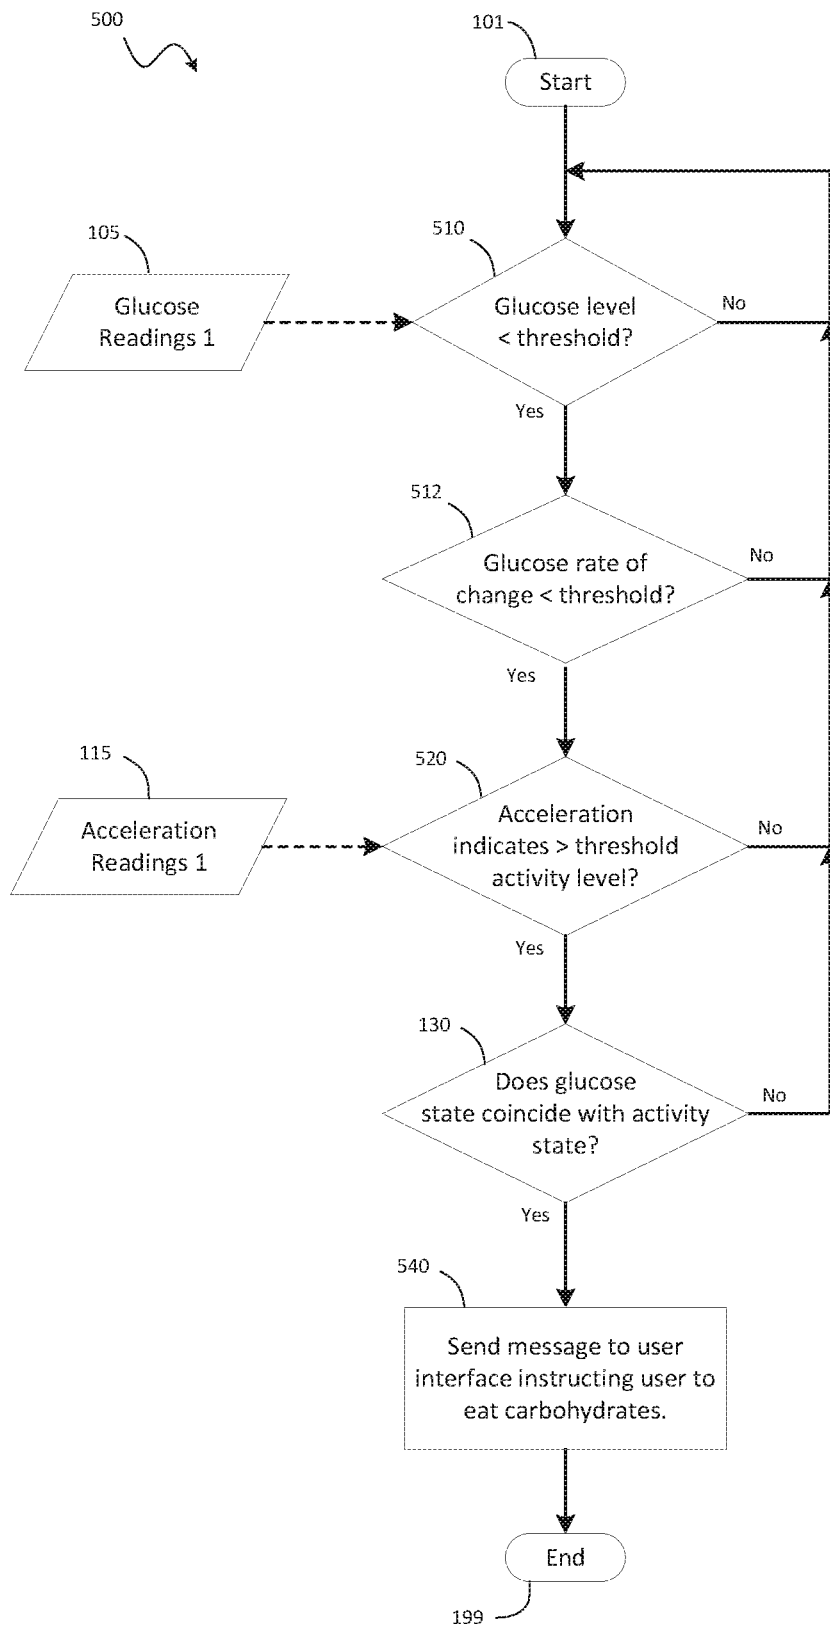 500
101
Start
510
105
Glucose
Readings 1
Glucose level
< threshold?
No
Yes
512
Glucose rate of
change < threshold?
No
Yes
115
520
Acceleration
Readings 1
Acceleration
indicates > threshold
activity level?
No
Yes
130
Does glucose
state coincide with activity
state?
No
Yes
540
Send message to user
interface instructing user to
eat carbohydrates.
End
199